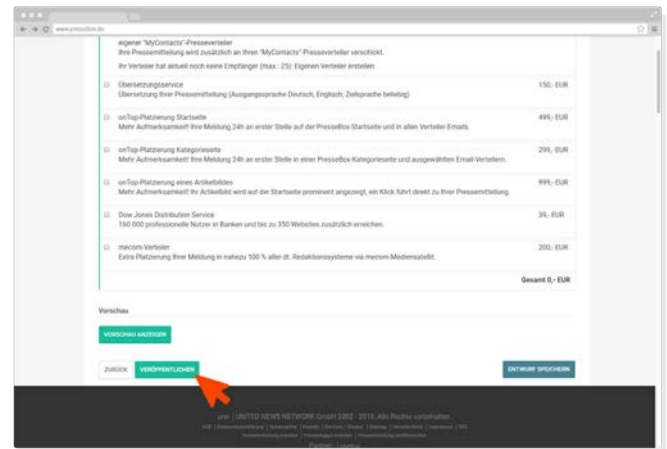 www.pressebox.de
eigener "MyContacts"-Presseverteiler
Ihre Pressemitteilung wird zusätzlich an Ihren "MyContacts"-Presseverteiler verschickt.
Ihr Verteiler hat aktuell noch keine Empfänger (max.: 25): Eigenen Verteiler erstellen
Übersetzungsservice 150,- EUR
Übersetzung Ihrer Pressemitteilung (Ausgangssprache Deutsch, Englisch; Zielsprache beliebig)
onTop-Platzierung Startseite 499,- EUR
Mehr Aufmerksamkeit! Ihre Meldung 24h an erster Stelle auf der PresseBox-Startseite und in allen Verteiler-Emails.
onTop-Platzierung Kategorieseite 299,- EUR
Mehr Aufmerksamkeit! Ihre Meldung 24h an erster Stelle in einer PresseBox-Kategorieseite und ausgewählten Email-Verteilern.
onTop-Platzierung eines Artikelbildes 999,- EUR
Mehr Aufmerksamkeit! Ihr Artikelbild wird auf der Startseite prominent angezeigt, ein Klick führt direkt zu Ihrer Pressemitteilung.
Dow Jones Distribution Service 39,- EUR
160.000 professionelle Nutzer in Banken und bis zu 350 Websites zusätzlich erreichen.
mecom-Verteiler 200,- EUR
Extra Platzierung Ihrer Meldung in nahezu 100 % aller dt. Redaktionssysteme via mecom-Mediensatellit.
Gesamt 0,- EUR
Vorschau
VORSCHAU ANZEIGEN
ZURÜCK VERÖFFENTLICHEN ENTWURF SPEICHERN
unn | UNITED NEWS NETWORK GmbH 2002 - 2018, Alle Rechte vorbehalten.